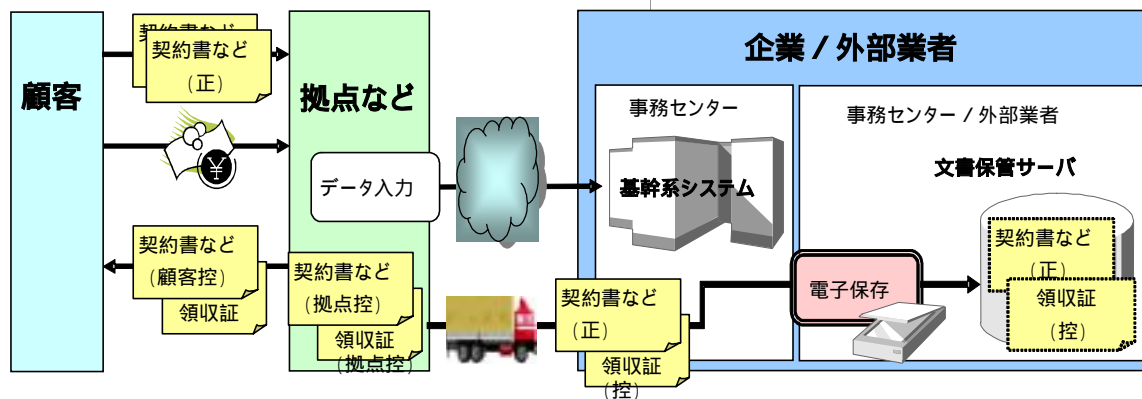 顧客
契約書など
契約書など
(正)
¥
契約書など
(顧客控)
領収証
拠点など
データ入力
契約書など
(拠点控)
領収証
(拠点控)
契約書など
(正)
領収証
(控)
企業 / 外部業者
事務センター
基幹系システム
事務センター / 外部業者
文書保管サーバ
電子保存
契約書など
(正)
領収証
(控)